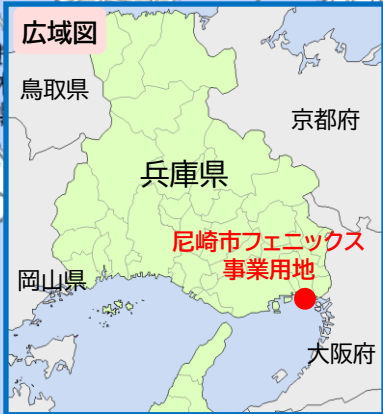 広域図
鳥取県
京都府
兵庫県
尼崎市フェニックス
事業用地
岡山県
大阪府